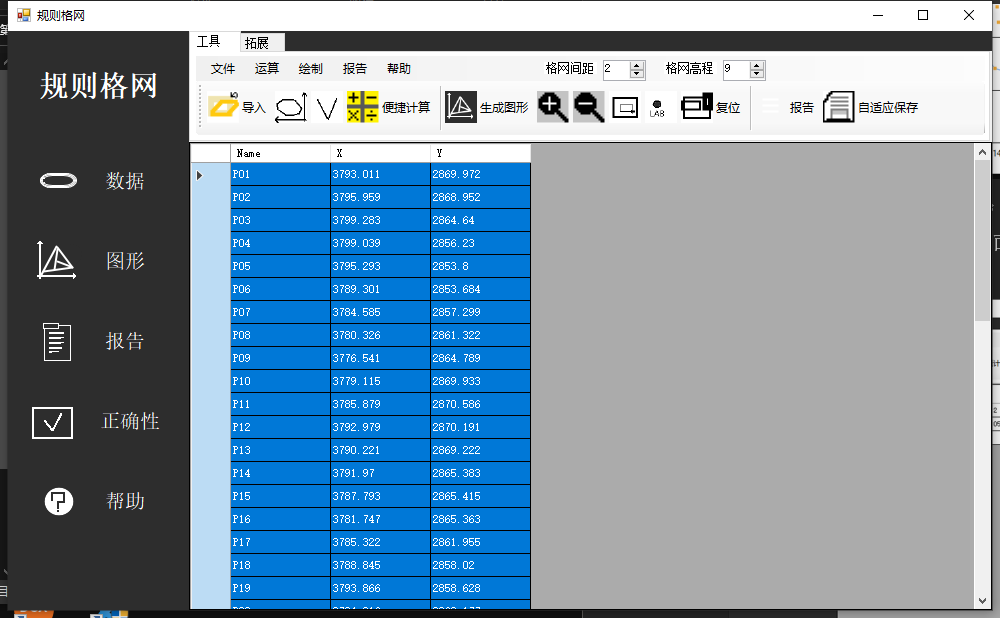 规则格网
规则格网
数据
图形
报告
正确性
帮助
工具 拓展
文件 运算 绘制 报告 帮助 格网间距 2 格网高程 9
导入 便捷计算 生成图形 LAB 复位 报告 自适应保存
Name X Y
P01 3793.011 2869.972
P02 3795.959 2868.952
P03 3799.283 2864.64
P04 3799.039 2856.23
P05 3795.293 2853.8
P06 3789.301 2853.684
P07 3784.585 2857.299
P08 3780.326 2861.322
P09 3776.541 2864.789
P10 3779.115 2869.933
P11 3785.879 2870.586
P12 3792.979 2870.191
P13 3790.221 2869.222
P14 3791.97 2865.383
P15 3787.793 2865.415
P16 3781.747 2865.363
P17 3785.322 2861.955
P18 3788.845 2858.02
P19 3793.866 2858.628